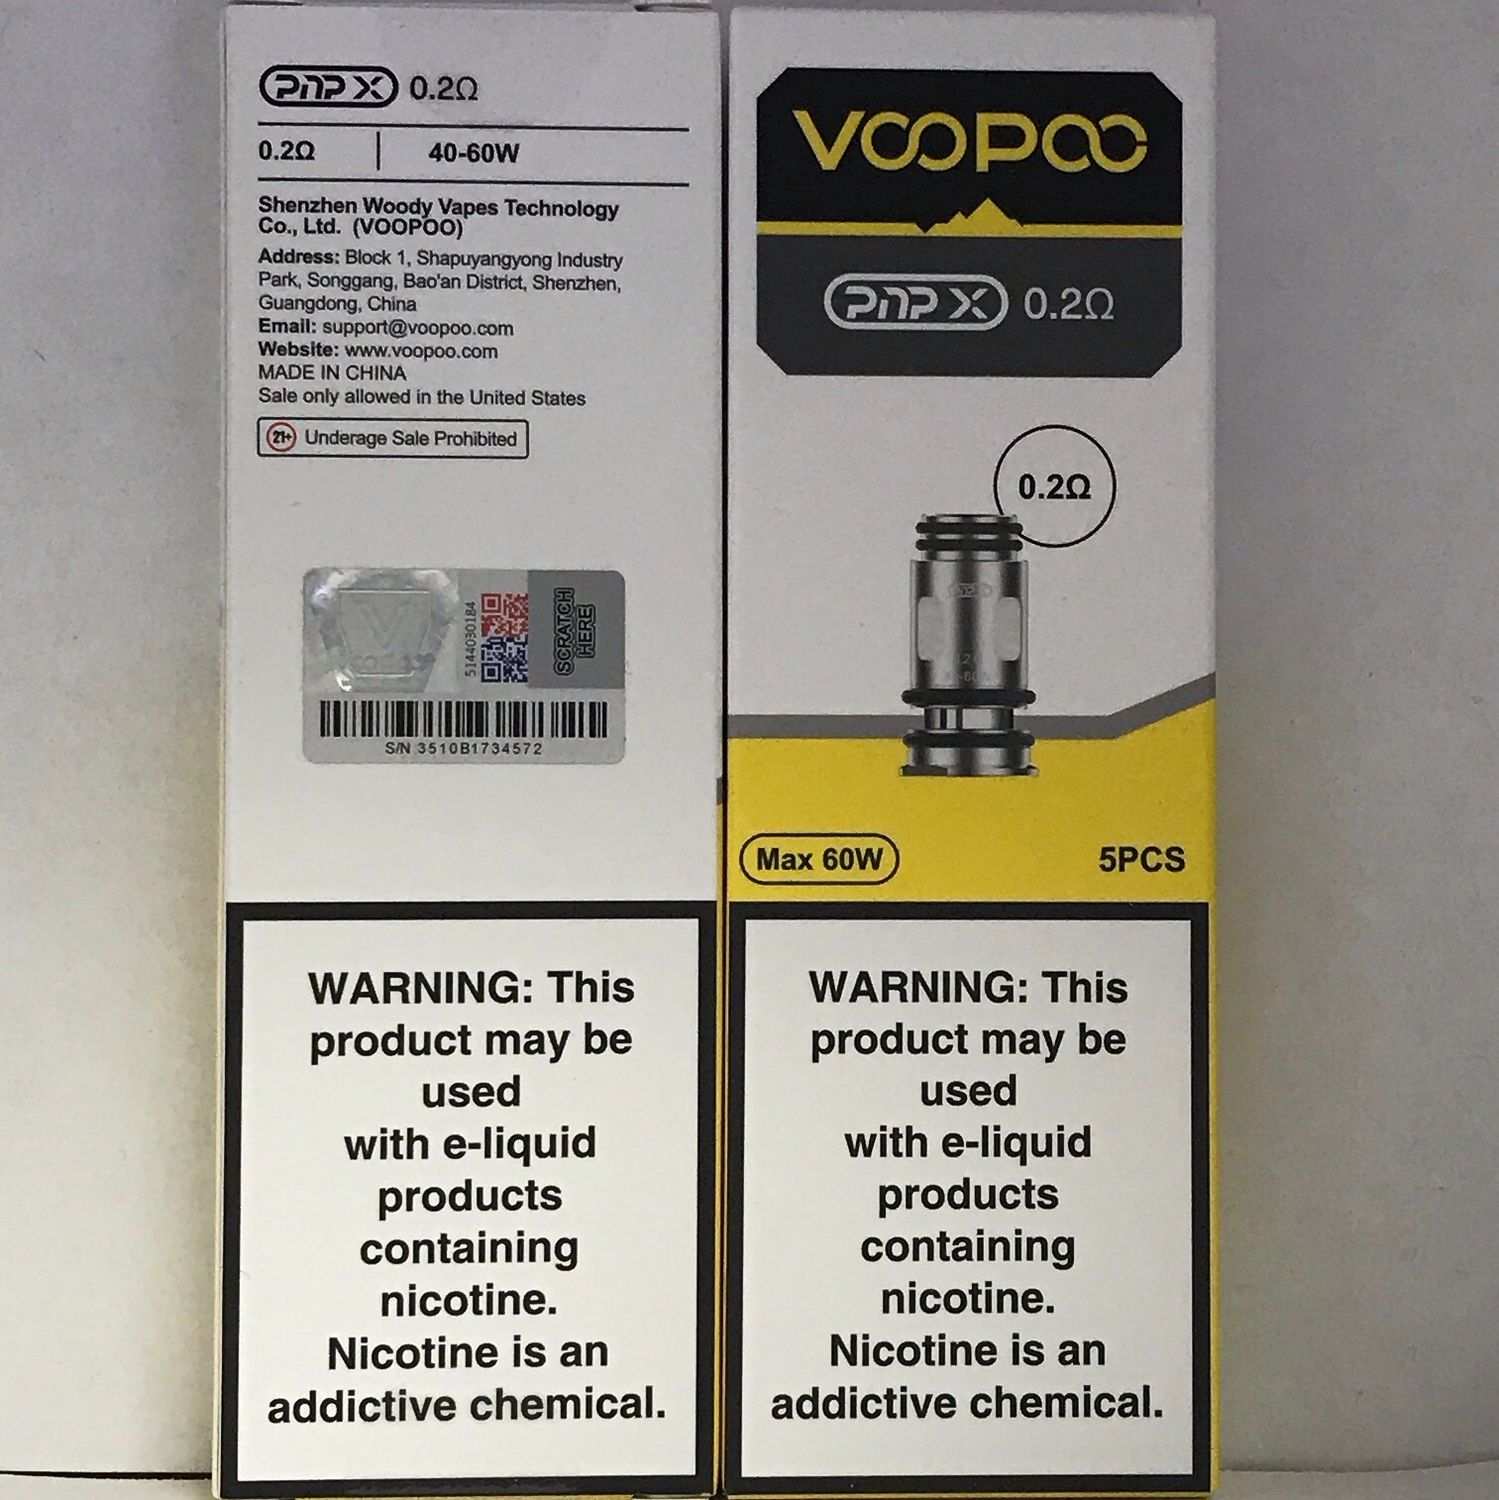 PNP X 0.2Ω
0.2Ω | 40-60W
Shenzhen Woody Vapes Technology
Co., Ltd. (VOOPOO)
Address: Block 1, Shapuyangyong Industry
Park, Songgang, Bao'an District, Shenzhen,
Guangdong, China
Email: support@voopoo.com
Website: www.voopoo.com
MADE IN CHINA
Sale only allowed in the United States
21+ Underage Sale Prohibited
5144030184
SCRATCH
HERE
S/N 3510B1734572
WARNING: This
product may be
used
with e-liquid
products
containing
nicotine.
Nicotine is an
addictive chemical.
VOOPOO
PNP X 0.2Ω
0.2Ω
Max 60W
5PCS
WARNING: This
product may be
used
with e-liquid
products
containing
nicotine.
Nicotine is an
addictive chemical.